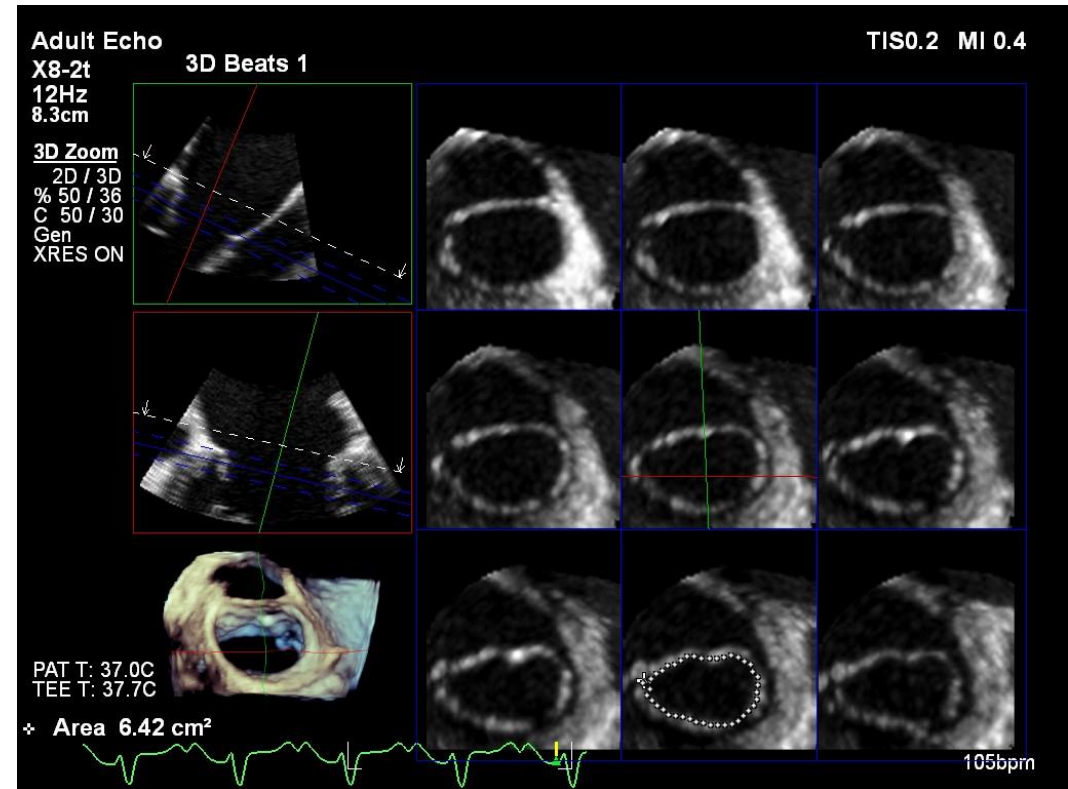 Adult Echo
TIS0.2 MI 0.4
X8-2t
3D Beats 1
12Hz
8.3cm
3D Zoom
2D / 3D
% 50 / 36
C 50 / 30
Gen
XRES ON
PAT T: 37.0C
TEE T: 37.7C
Area 6.42 cm²
105bpm